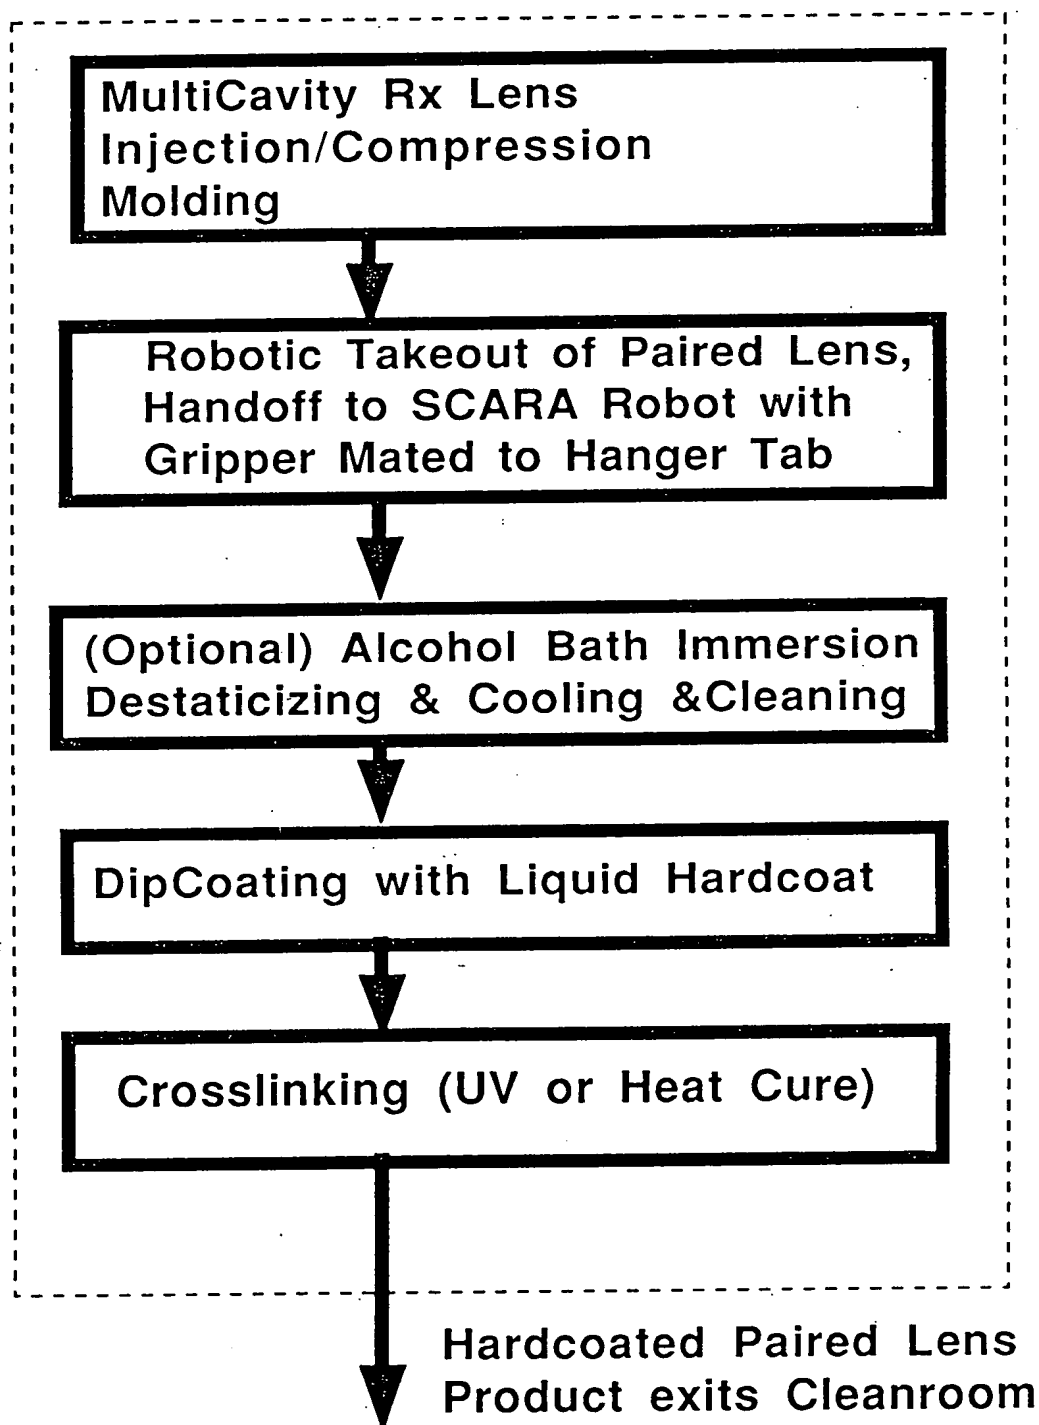 MultiCavity Rx Lens
Injection/Compression
Molding
Robotic Takeout of Paired Lens,
Handoff to SCARA Robot with
Gripper Mated to Hanger Tab
(Optional) Alcohol Bath Immersion
Destaticizing & Cooling &Cleaning
DipCoating with Liquid Hardcoat
Crosslinking (UV or Heat Cure)
Hardcoated Paired Lens
Product exits Cleanroom